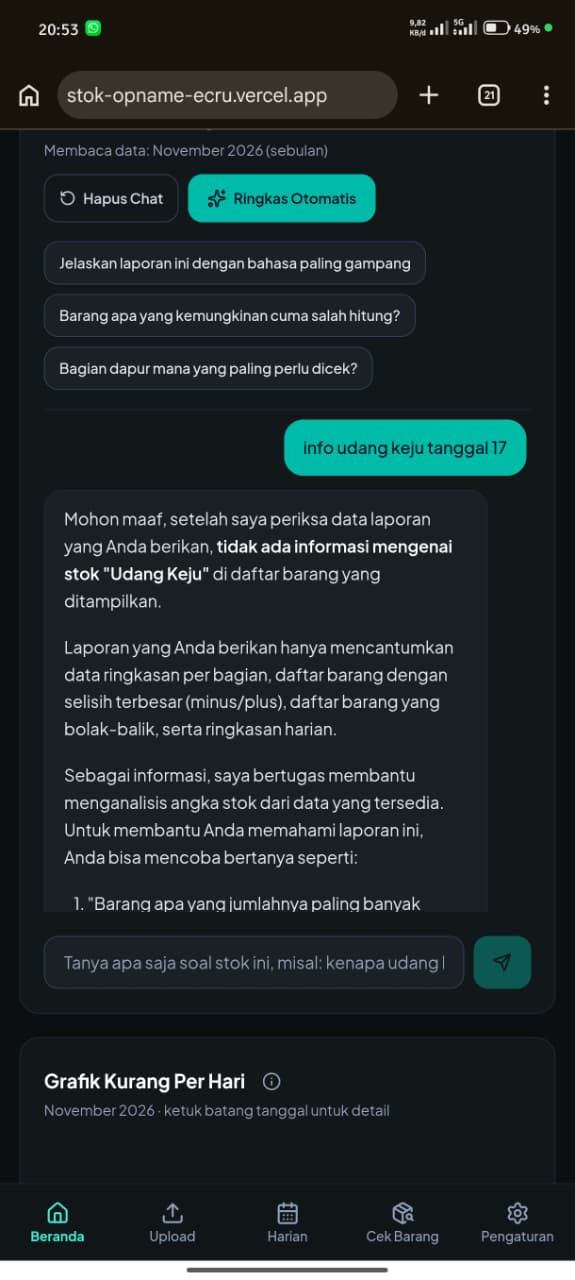 20:53
9,82 KB/d 5G 49%
stok-opname-ecru.vercel.app
21
Membaca data: November 2026 (sebulan)
Hapus Chat
Ringkas Otomatis
Jelaskan laporan ini dengan bahasa paling gampang
Barang apa yang kemungkinan cuma salah hitung?
Bagian dapur mana yang paling perlu dicek?
info udang keju tanggal 17
Mohon maaf, setelah saya periksa data laporan
yang Anda berikan, tidak ada informasi mengenai
stok "Udang Keju" di daftar barang yang
ditampilkan.
Laporan yang Anda berikan hanya mencantumkan
data ringkasan per bagian, daftar barang dengan
selisih terbesar (minus/plus), daftar barang yang
bolak-balik, serta ringkasan harian.
Sebagai informasi, saya bertugas membantu
menganalisis angka stok dari data yang tersedia.
Untuk membantu Anda memahami laporan ini,
Anda bisa mencoba bertanya seperti:
1. "Barang apa yang jumlahnya paling banyak
Tanya apa saja soal stok ini, misal: kenapa udang
Grafik Kurang Per Hari
November 2026 · ketuk batang tanggal untuk detail
Beranda
Upload
Harian
Cek Barang
Pengaturan